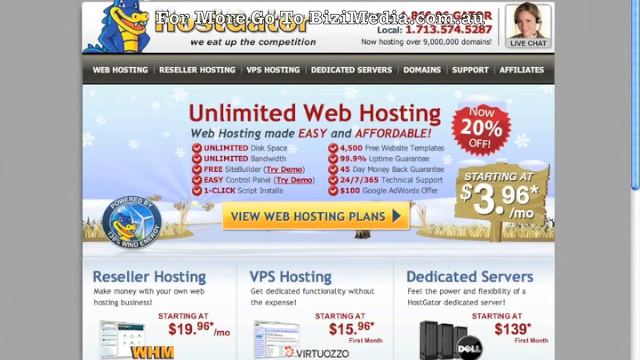 For More Go To BiziMedia.com.au
HostGator
we eat up the competition
Local: 1.713.574.5287
Now hosting over 9,000,000 domains!
LIVE CHAT
WEB HOSTING RESELLER HOSTING VPS HOSTING DEDICATED SERVERS DOMAINS SUPPORT AFFILIATES
Unlimited Web Hosting
Web Hosting made EASY and AFFORDABLE!
Now
20%
OFF!
UNLIMITED Disk Space
UNLIMITED Bandwidth
FREE SiteBuilder (Try Demo)
EASY Control Panel (Try Demo)
1-CLICK Script Installs
4,500 Free Website Templates
99.9% Uptime Guarantee
45 Day Money Back Guarantee
24/7/365 Technical Support
$100 Google AdWords Offer
STARTING AT
$3.96*
/mo
VIEW WEB HOSTING PLANS
POWERED BY
130% WIND ENERGY
Reseller Hosting
Make money with your own web
hosting business!
STARTING AT
$19.96*/mo
WHM
VPS Hosting
Get dedicated functionality without
the expense!
STARTING AT
$15.96*
First Month
VIRTUOZZO
Dedicated Servers
Feel the power and flexibility of a
HostGator dedicated server!
STARTING AT
$139*
First Month
DELL